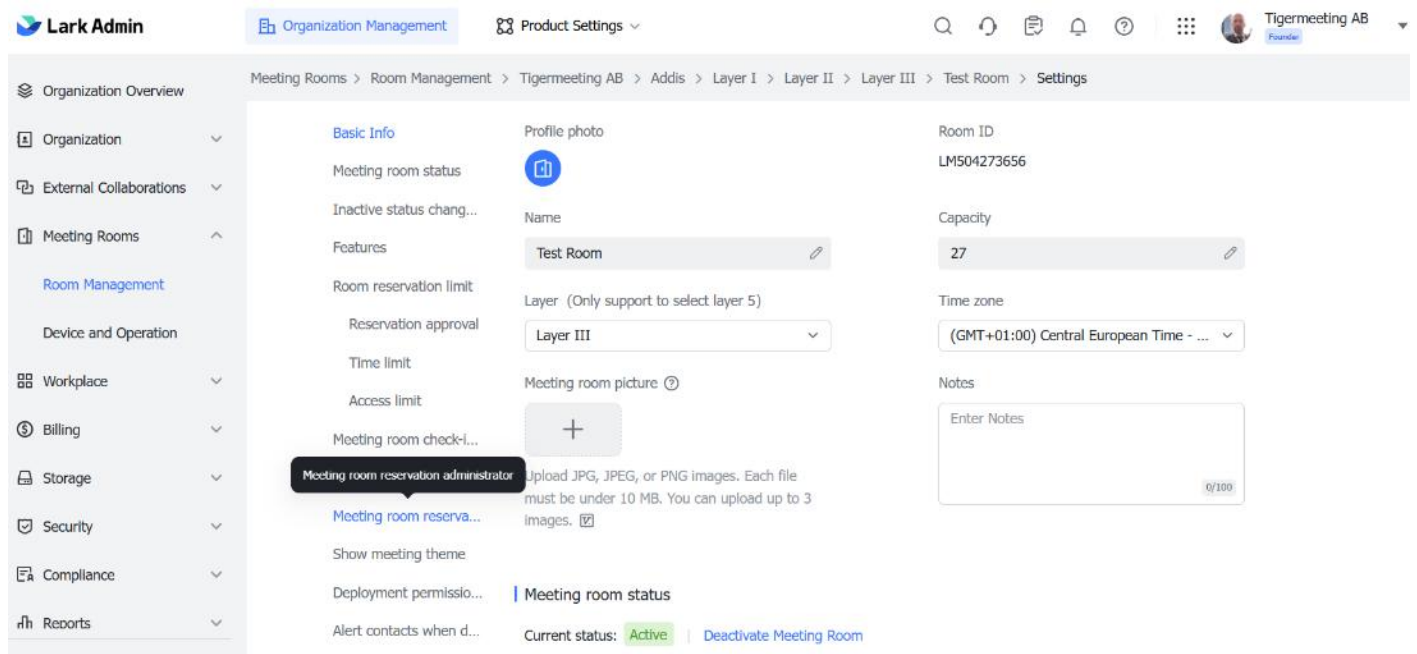 Lark Admin
Organization Management
Product Settings
Tigermeeting AB
Founder
Organization Overview
Organization
External Collaborations
Meeting Rooms
Room Management
Device and Operation
Workplace
Billing
Storage
Security
Compliance
Reports
Meeting Rooms > Room Management > Tigermeeting AB > Addis > Layer I > Layer II > Layer III > Test Room > Settings
Basic Info
Meeting room status
Inactive status chang...
Features
Room reservation limit
Reservation approval
Time limit
Access limit
Meeting room check-i...
Meeting room reservation administrator
Meeting room reserva...
Show meeting theme
Deployment permissio...
Alert contacts when d...
Profile photo
Room ID
LM504273656
Name
Test Room
Capacity
27
Layer (Only support to select layer 5)
Layer III
Time zone
(GMT+01:00) Central European Time - ...
Meeting room picture
Upload JPG, JPEG, or PNG images. Each file
must be under 10 MB. You can upload up to 3
images.
Notes
Enter Notes
0/100
Meeting room status
Current status: Active | Deactivate Meeting Room